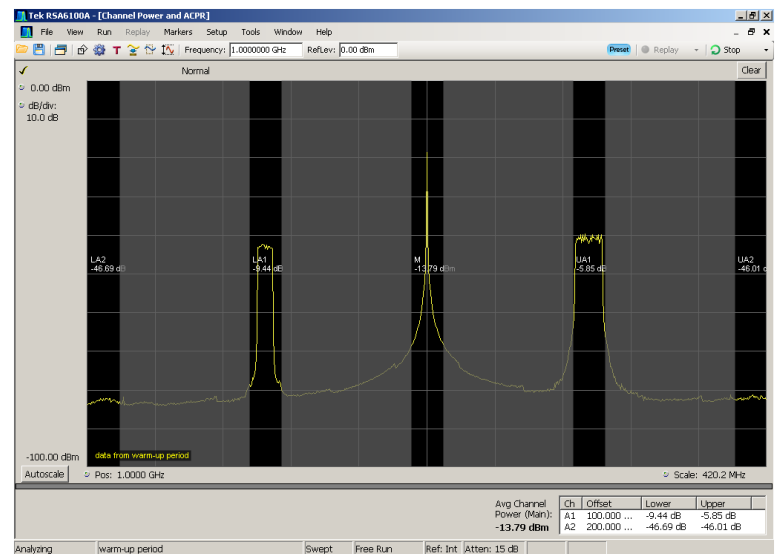 Tek RSA6100A - [Channel Power and ACPR]
File View Run Replay Markers Setup Tools Window Help
T Frequency: 1.0000000 GHz RefLev: 0.00 dBm Preset Replay Stop
Normal Clear
0.00 dBm
dB/div:
10.0 dB
LA2 LA1 M UA1 UA2
-46.69 dB -9.44 dB -13.79 dBm -5.85 dB -46.01
-100.00 dBm data from warm-up period
Autoscale Pos: 1.0000 GHz Scale: 420.2 MHz
Avg Channel Ch Offset Lower Upper
Power (Main): A1 100.000 ... -9.44 dB -5.85 dB
-13.79 dBm A2 200.000 ... -46.69 dB -46.01 dB
Analyzing warm-up period Swept Free Run Ref: Int Atten: 15 dB